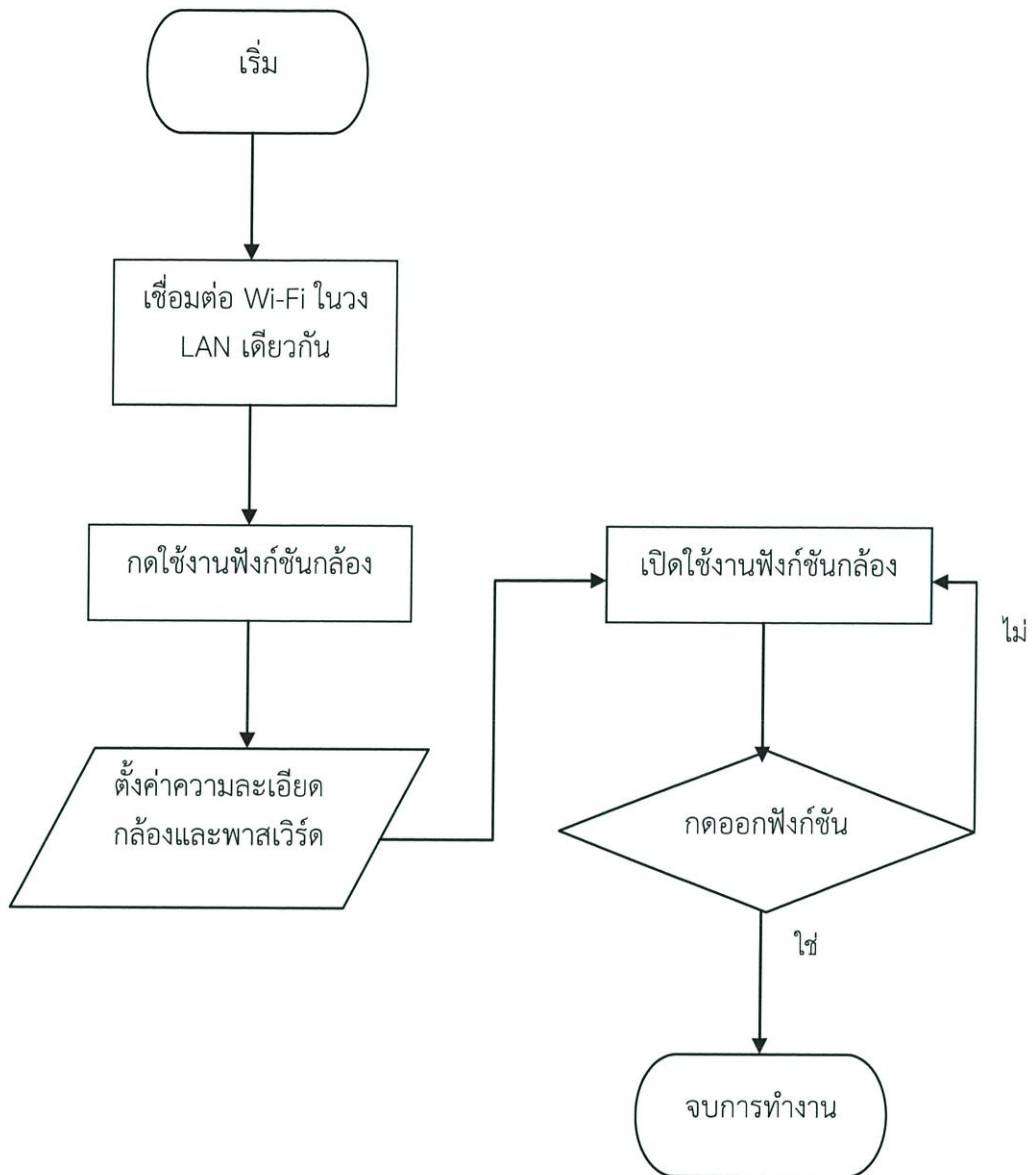 เริ่ม
เชื่อมต่อ Wi-Fi ในวง
LAN เดียวกัน
กดใช้งานฟังก์ชันกล้อง
ตั้งค่าความละเอียด
กล้องและพาสเวิร์ด
เปิดใช้งานฟังก์ชันกล้อง
ไม่
กดออกฟังก์ชัน
ใช่
จบการทำงาน